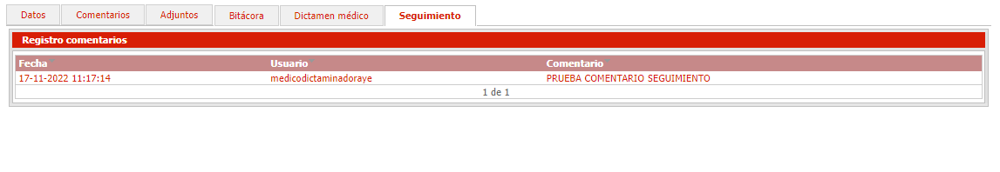 Datos Comentarios Adjuntos Bitácora Dictamen médico Seguimiento
Registro comentarios
Fecha Usuario Comentario
17-11-2022 11:17:14 medicodictaminadoraye PRUEBA COMENTARIO SEGUIMIENTO
1 de 1